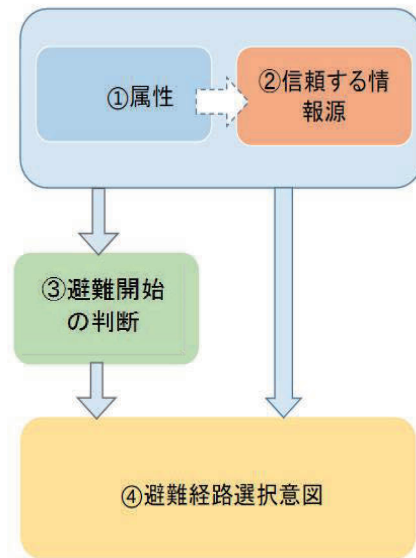 ①属性
②信頼する情
報源
③避難開始
の判断
④避難経路選択意図